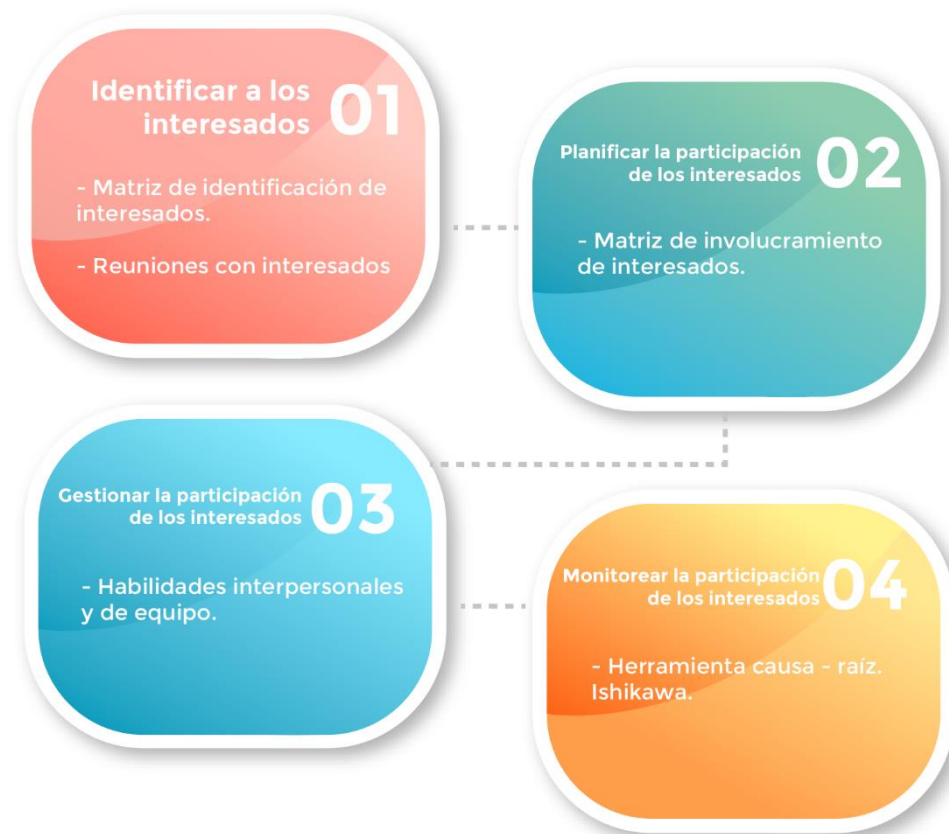 Identificar a los
interesados
01
- Matriz de identificación de
interesados.
- Reuniones con interesados
Planificar la participación
de los interesados
02
- Matriz de involucramiento
de interesados.
Gestionar la participación
de los interesados
03
- Habilidades interpersonales
y de equipo.
Monitorear la participación
de los interesados
04
- Herramienta causa - raíz.
Ishikawa.